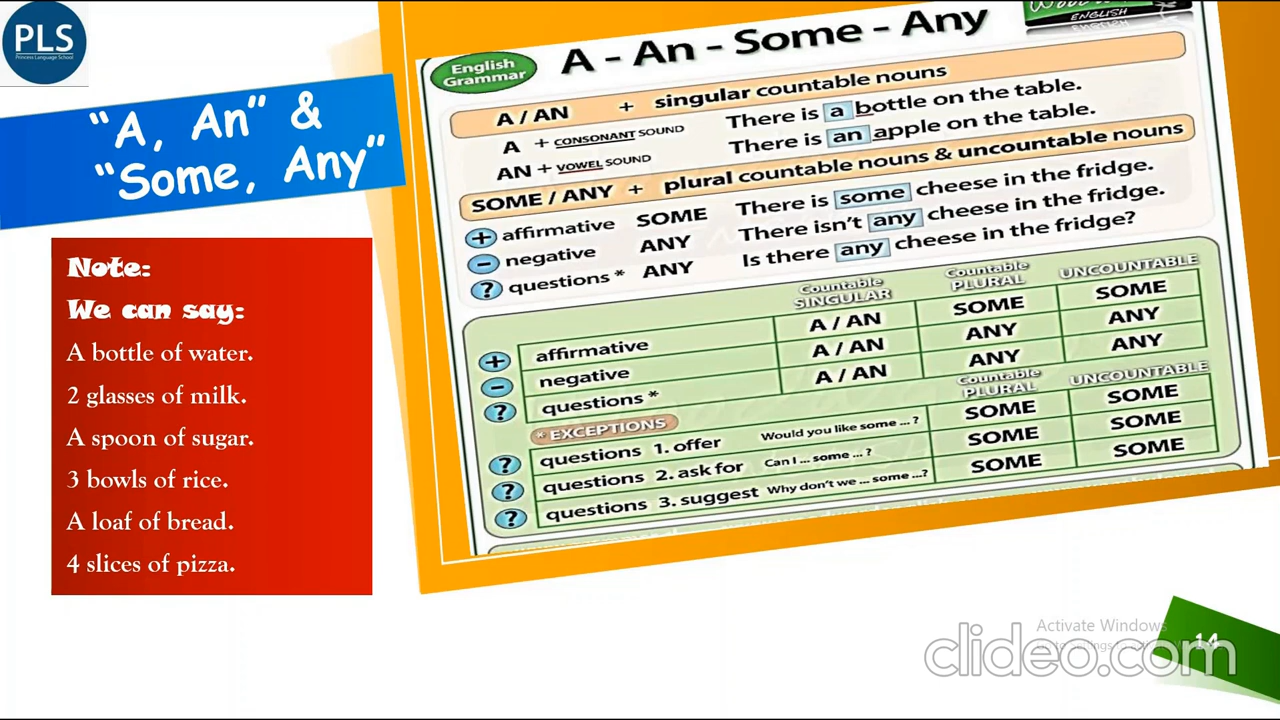 PLS
Princess Language School
“A, An” &
“Some, Any”
Note:
We can say:
A bottle of water.
2 glasses of milk.
A spoon of sugar.
3 bowls of rice.
A loaf of bread.
4 slices of pizza.
ENGLISH
English
Grammar
A - An - Some - Any
A / AN + singular countable nouns
A + CONSONANT SOUND There is a bottle on the table.
AN + VOWEL SOUND There is an apple on the table.
SOME / ANY + plural countable nouns & uncountable nouns
+ affirmative SOME There is some cheese in the fridge.
– negative ANY There isn't any cheese in the fridge.
? questions * ANY Is there any cheese in the fridge?
Countable SINGULAR Countable PLURAL UNCOUNTABLE
+ affirmative A / AN SOME SOME
– negative A / AN ANY ANY
? questions * A / AN ANY ANY
* EXCEPTIONS Countable PLURAL UNCOUNTABLE
? questions 1. offer Would you like some ... ? SOME SOME
? questions 2. ask for Can I ... some ... ? SOME SOME
? questions 3. suggest Why don't we ... some ...? SOME SOME
Activate Windows
14
clideo.com